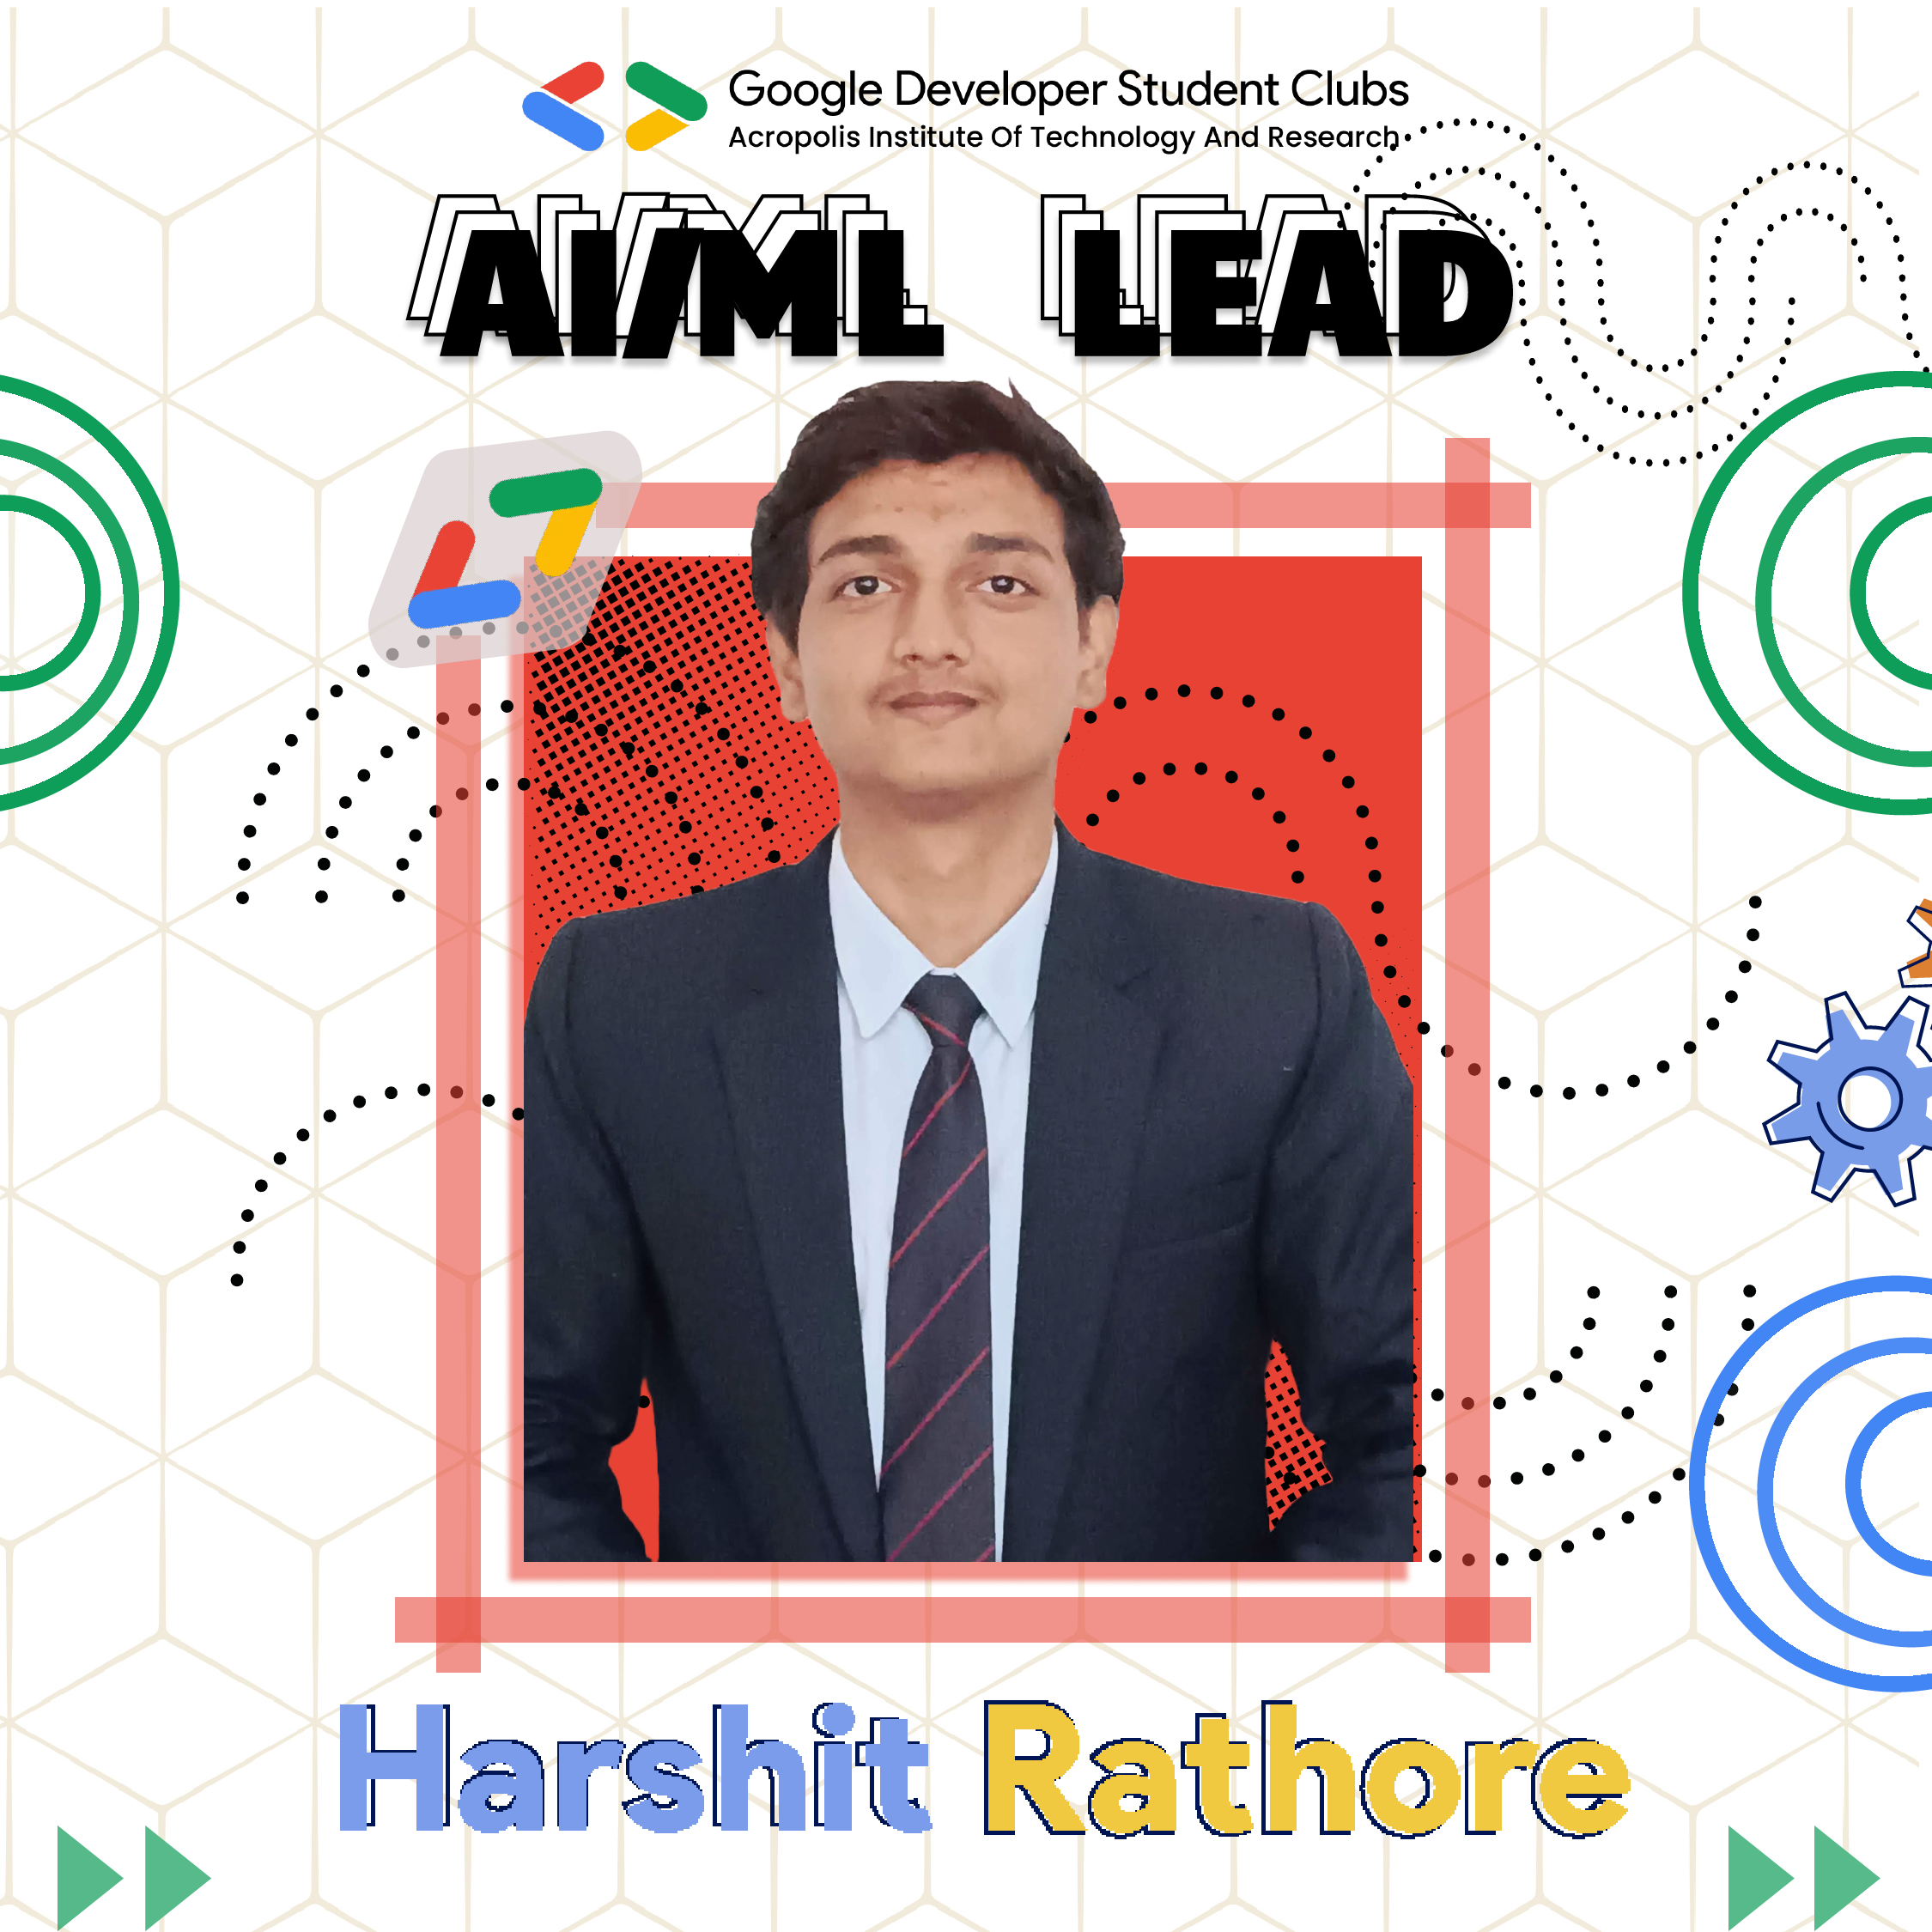 Google Developer Student Clubs
Acropolis Institute Of Technology And Research
AI/ML LEAD
Harshit Rathore